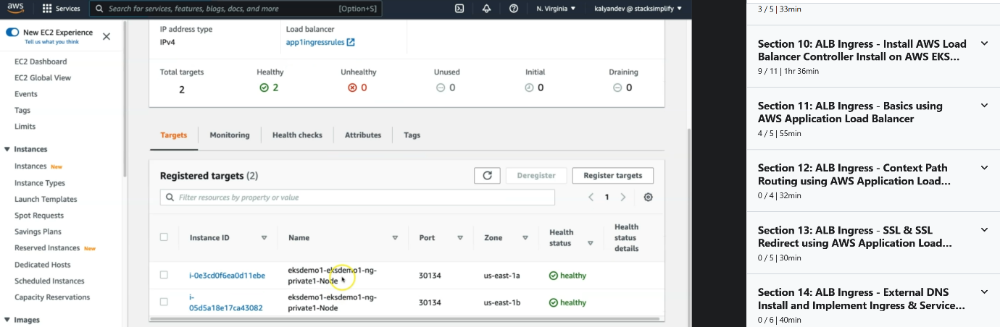 aws
Services
Search for services, features, blogs, docs, and more
[Option+S]
N. Virginia ▼
kalyandev @ stacksimplify ▼
New EC2 Experience
Tell us what you think
EC2 Dashboard
EC2 Global View
Events
Tags
Limits
Instances
Instances New
Instance Types
Launch Templates
Spot Requests
Savings Plans
Reserved Instances New
Dedicated Hosts
Scheduled Instances
Capacity Reservations
Images
IP address type
IPv4
Load balancer
app1ingressrules
Total targets
2
Healthy
2
Unhealthy
0
Unused
0
Initial
0
Draining
0
Targets
Monitoring
Health checks
Attributes
Tags
Registered targets (2)
Deregister
Register targets
Filter resources by property or value
1
Instance ID
Name
Port
Zone
Health
status
Health
status
details
i-0e3cd0f6ea0d11ebe
eksdemo1-eksdemo1-ng-
private1-Node
30134
us-east-1a
healthy
i-
05d5a18e17ca43082
eksdemo1-eksdemo1-ng-
private1-Node
30134
us-east-1b
healthy
3 / 5 | 33min
Section 10: ALB Ingress - Install AWS Load
Balancer Controller Install on AWS EKS...
9 / 11 | 1hr 36min
Section 11: ALB Ingress - Basics using
AWS Application Load Balancer
4 / 5 | 55min
Section 12: ALB Ingress - Context Path
Routing using AWS Application Load...
0 / 4 | 32min
Section 13: ALB Ingress - SSL & SSL
Redirect using AWS Application Load...
0 / 5 | 30min
Section 14: ALB Ingress - External DNS
Install and Implement Ingress & Service...
0 / 6 | 40min